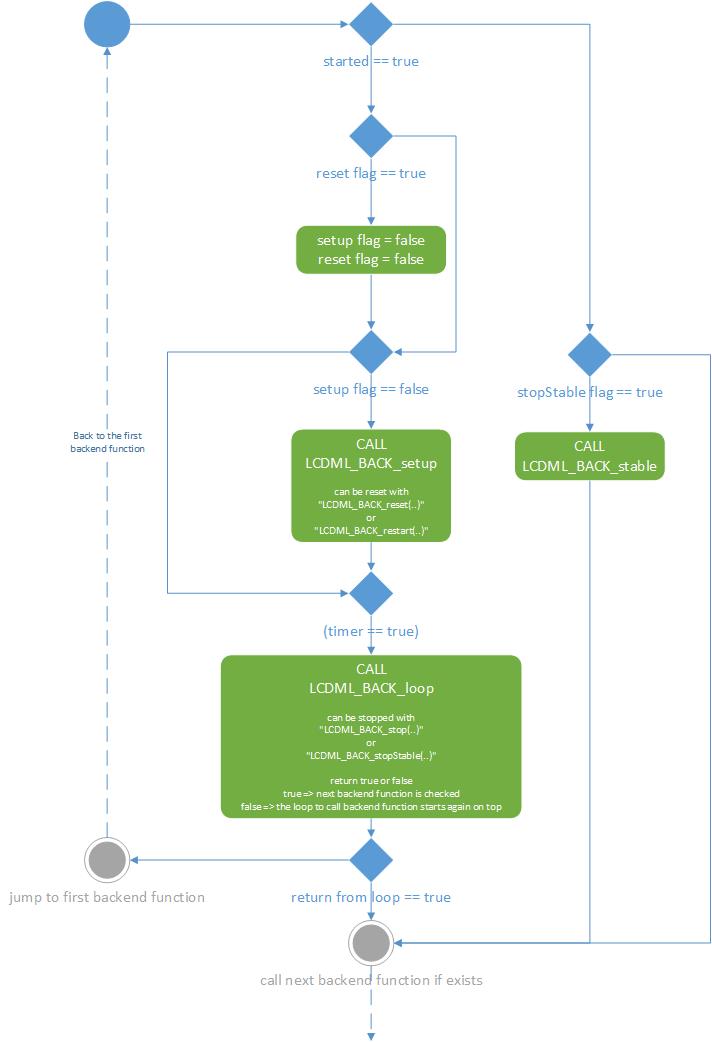 started == true
reset flag == true
setup flag = false
reset flag = false
setup flag == false
stopStable flag == true
Back to the first
backend function
CALL
LCDML_BACK_setup
can be reset with
"LCDML_BACK_reset(..)"
or
"LCDML_BACK_restart(..)"
CALL
LCDML_BACK_stable
(timer == true)
CALL
LCDML_BACK_loop
can be stopped with
"LCDML_BACK_stop(..)"
or
"LCDML_BACK_stopStable(..)"
return true or false
true => next backend function is checked
false => the loop to call backend function starts again on top
jump to first backend function
return from loop == true
call next backend function if exists